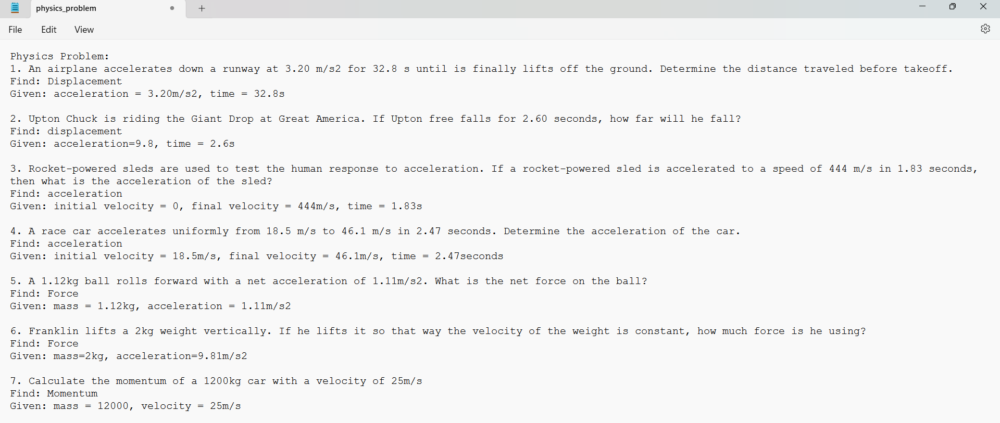 physics_problem
File Edit View
Physics Problem:
1. An airplane accelerates down a runway at 3.20 m/s2 for 32.8 s until is finally lifts off the ground. Determine the distance traveled before takeoff.
Find: Displacement
Given: acceleration = 3.20m/s2, time = 32.8s
2. Upton Chuck is riding the Giant Drop at Great America. If Upton free falls for 2.60 seconds, how far will he fall?
Find: displacement
Given: acceleration=9.8, time = 2.6s
3. Rocket-powered sleds are used to test the human response to acceleration. If a rocket-powered sled is accelerated to a speed of 444 m/s in 1.83 seconds,
then what is the acceleration of the sled?
Find: acceleration
Given: initial velocity = 0, final velocity = 444m/s, time = 1.83s
4. A race car accelerates uniformly from 18.5 m/s to 46.1 m/s in 2.47 seconds. Determine the acceleration of the car.
Find: acceleration
Given: initial velocity = 18.5m/s, final velocity = 46.1m/s, time = 2.47seconds
5. A 1.12kg ball rolls forward with a net acceleration of 1.11m/s2. What is the net force on the ball?
Find: Force
Given: mass = 1.12kg, acceleration = 1.11m/s2
6. Franklin lifts a 2kg weight vertically. If he lifts it so that way the velocity of the weight is constant, how much force is he using?
Find: Force
Given: mass=2kg, acceleration=9.81m/s2
7. Calculate the momentum of a 1200kg car with a velocity of 25m/s
Find: Momentum
Given: mass = 12000, velocity = 25m/s